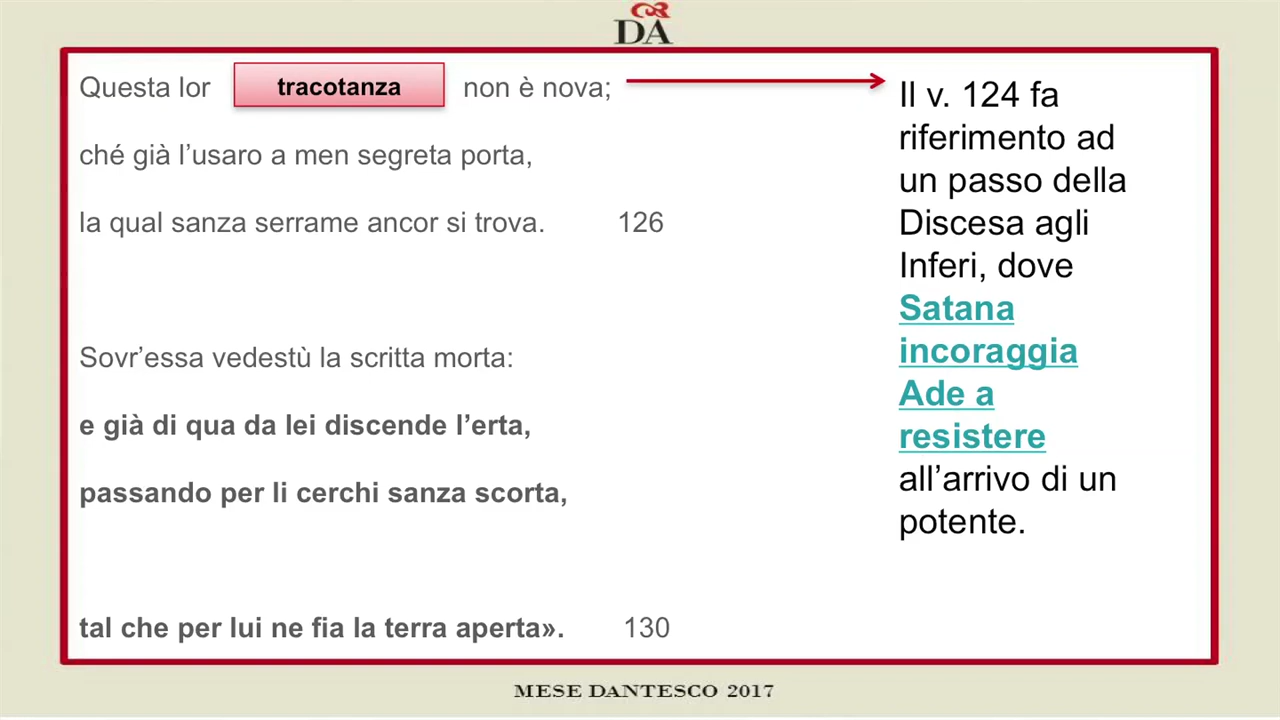 DA
Questa lor tracotanza non è nova;
ché già l’usaro a men segreta porta,
la qual sanza serrame ancor si trova. 126
Sovr’essa vedestù la scritta morta:
e già di qua da lei discende l’erta,
passando per li cerchi sanza scorta,
tal che per lui ne fia la terra aperta». 130
Il v. 124 fa
riferimento ad
un passo della
Discesa agli
Inferi, dove
Satana
incoraggia
Ade a
resistere
all’arrivo di un
potente.
MESE DANTESCO 2017